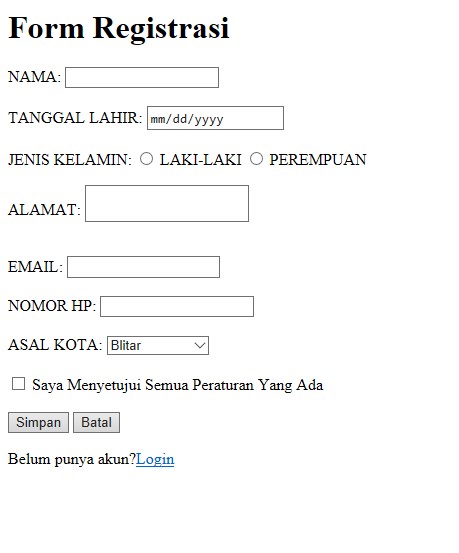 Form Registrasi
NAMA:
TANGGAL LAHIR: mm/dd/yyyy
JENIS KELAMIN: LAKI-LAKI PEREMPUAN
ALAMAT:
EMAIL:
NOMOR HP:
ASAL KOTA: Blitar
Saya Menyetujui Semua Peraturan Yang Ada
Simpan Batal
Belum punya akun?Login